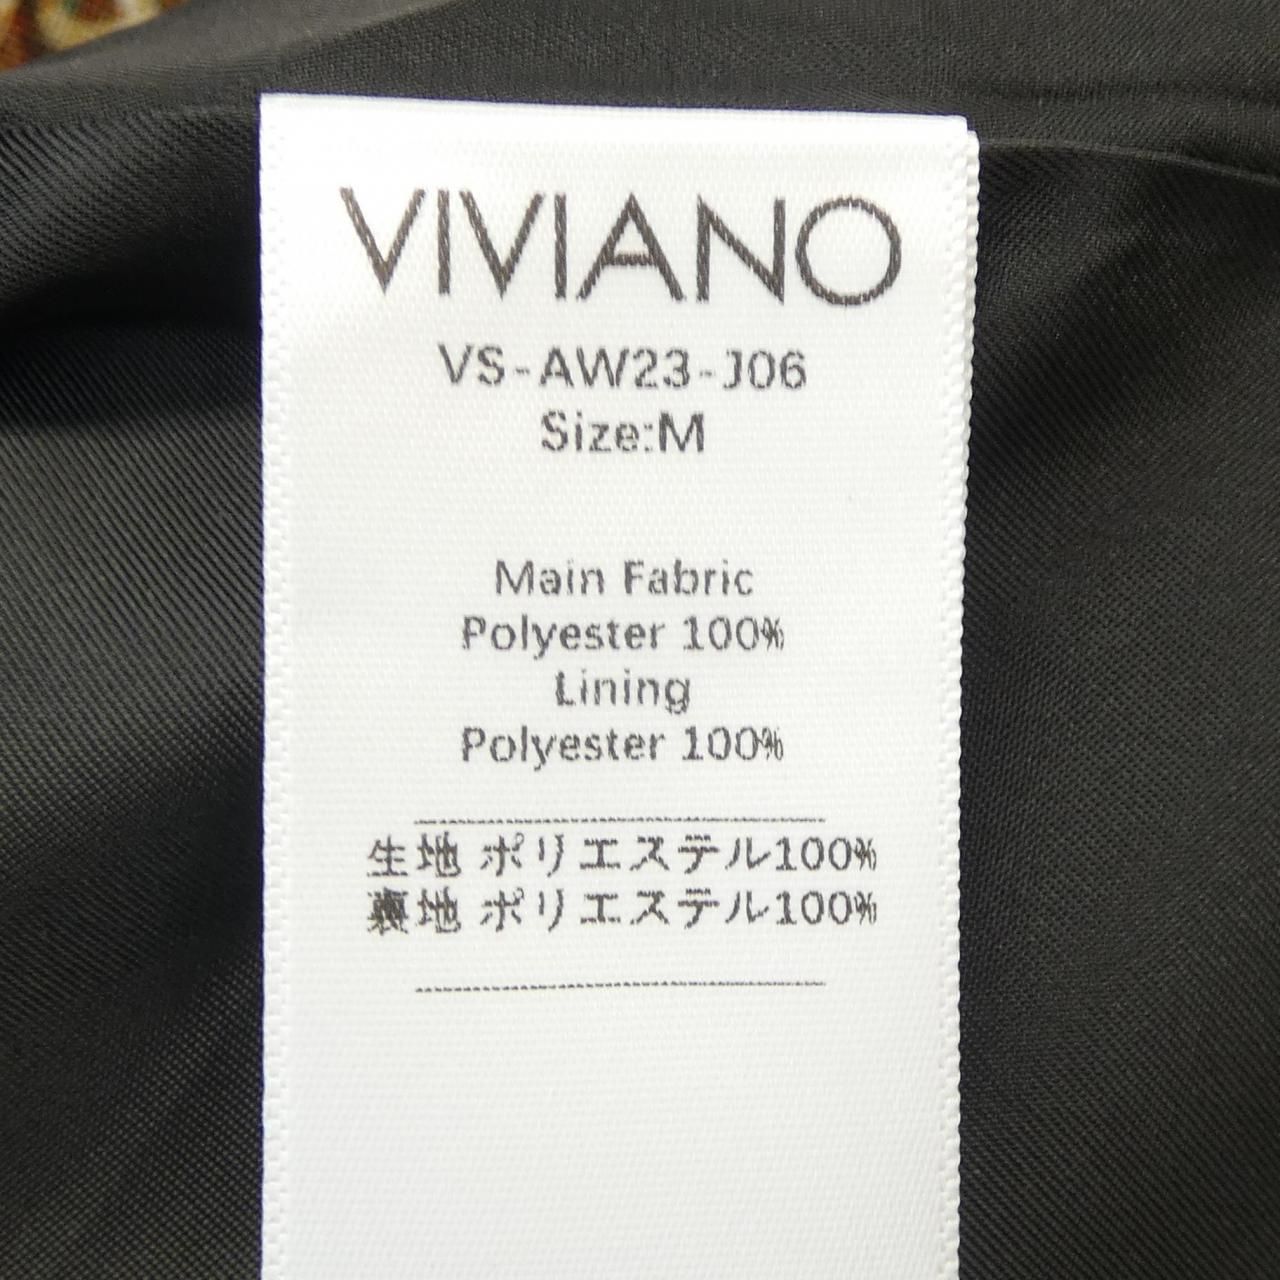 VIVIANO
VS-AW23-J06
Size:M
Main Fabric
Polyester 100%
Lining
Polyester 100%
生地 ポリエステル100%
裏地 ポリエステル100%